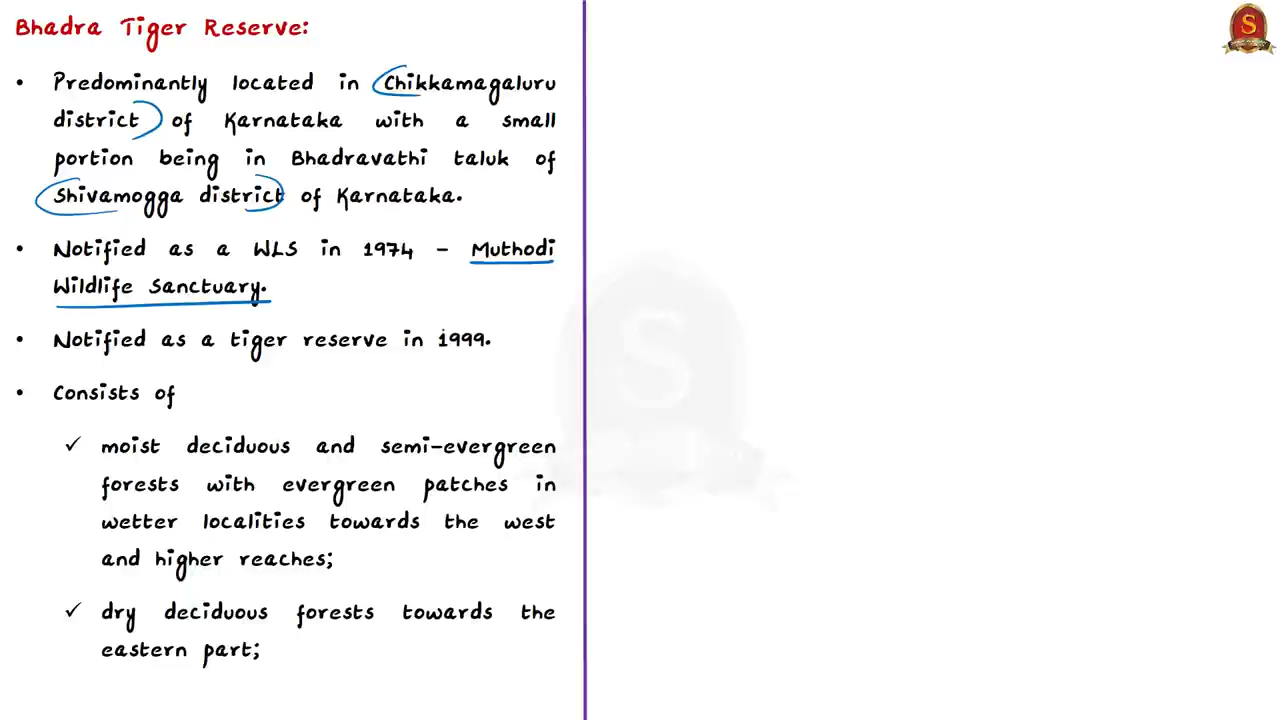 Bhadra Tiger Reserve:
• Predominantly located in Chikkamagaluru
district of Karnataka with a small
portion being in Bhadravathi taluk of
Shivamogga district of Karnataka.
• Notified as a WLS in 1974 – Muthodi
Wildlife Sanctuary.
• Notified as a tiger reserve in 1999.
• Consists of
✓ moist deciduous and semi-evergreen
forests with evergreen patches in
wetter localities towards the west
and higher reaches;
✓ dry deciduous forests towards the
eastern part;
S
S